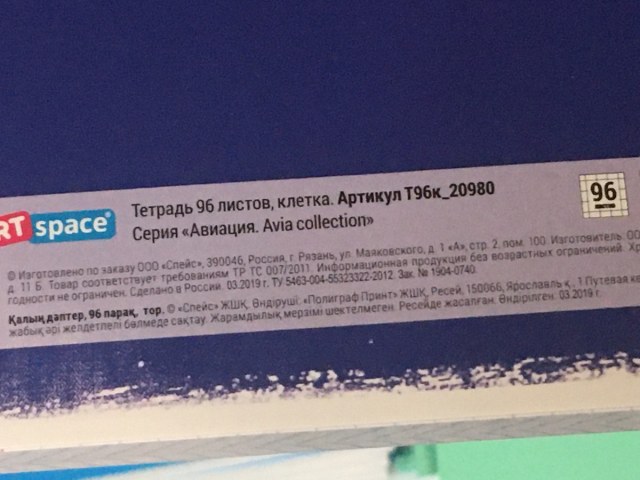 RT space®
Тетрадь 96 листов, клетка. Артикул Т96к_20980
Серия «Авиация. Avia collection»
96
© Изготовлено по заказу ООО «Спейс», 390046, Россия, г. Рязань, ул. Маяковского, д. 1 «А», стр. 2, пом. 100. Изготовитель: ОО
д. 11 Б. Товар соответствует требованиям ТР ТС 007/2011. Информационная продукция без возрастных ограничений. Хр
годности не ограничен. Сделано в России. 03.2019 г. ТУ 5463-004-55323322-2012. Зак. № 1904-0740.
Қалың дәптер, 96 парақ, тор. © «Спейс» ЖШҚ. Өндіруші: «Полиграф Принт» ЖШҚ, Ресей, 150066, Ярославль қ., 1 Путевая
жабық әрі желдетпелі бөлмеде сақтау. Жарамдылық мерзімі шектелмеген. Ресейде жасалған. Өндірілген: 03.2019 г.